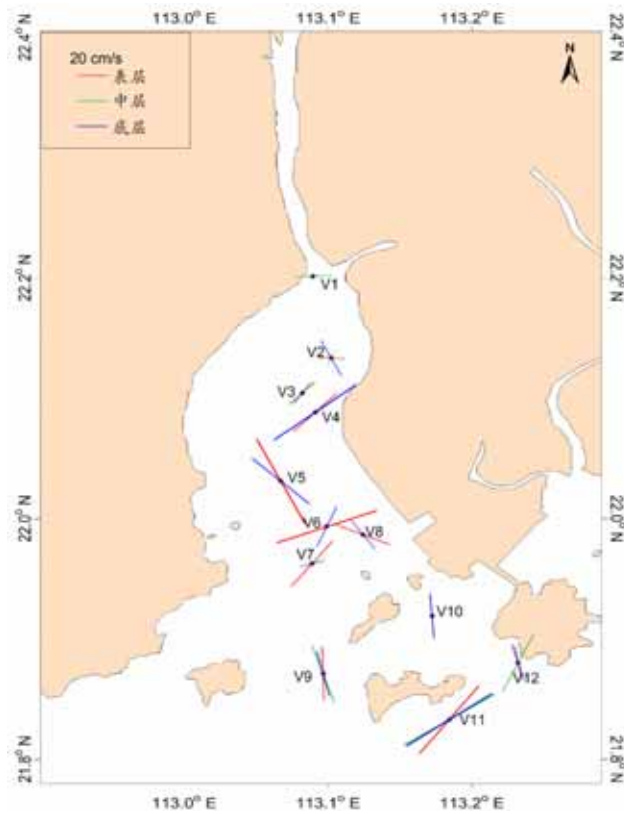 113.0° E 113.1° E 113.2° E
22.4° N 22.4° N
20 cm/s
N
表层
中层
底层
22.2° N 22.2° N
V1
V2
V3
V4
V5
22.0° N 22.0° N
V6
V8
V7
V10
V9
V12
V11
21.8° N 21.8° N
113.0° E 113.1° E 113.2° E